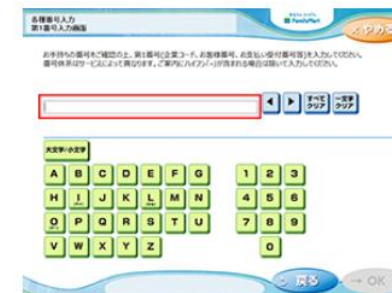 各種番号入力
第1番号入力画面
FamilyMart
×やめる
お手持ちの番号をご確認の上、第1番号(企業コード、お客様番号、お支払い受付番号等)を入力してください。
番号体系はサービスによって異なります。ご案内にハイフン「-」が含まれる場合は除いて入力してください。
◀ ▶ すべてクリア 一文字クリア
大文字/小文字
A B C D E F G 1 2 3
H I J K L M N 4 5 6
O P Q R S T U 7 8 9
V W X Y Z 0
戻る → OK